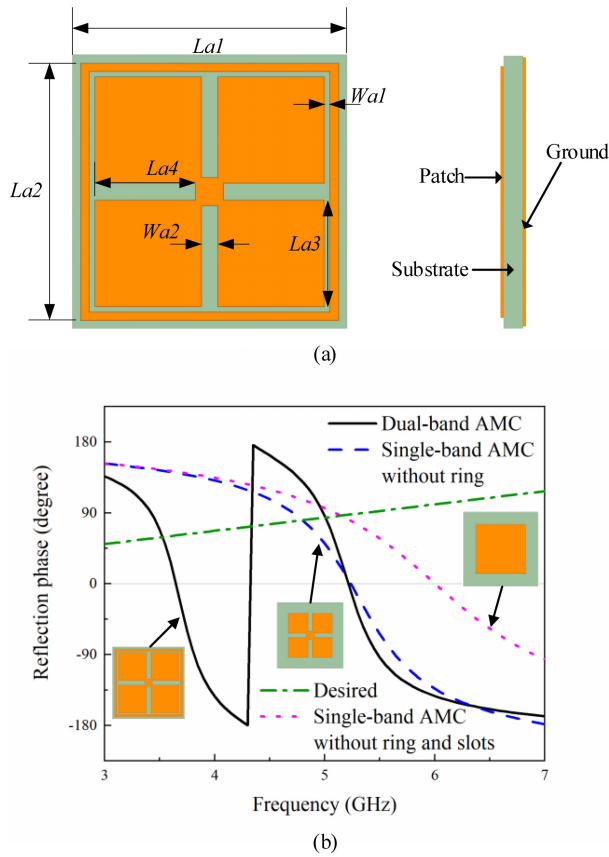 La1
Wa1
La4
La2
Wa2
La3
Ground
Patch
Substrate
(a)
Dual-band AMC
Single-band AMC
without ring
Desired
Single-band AMC
without ring and slots
Reflection phase (degree)
180
90
0
-90
-180
3
4
5
6
7
Frequency (GHz)
(b)